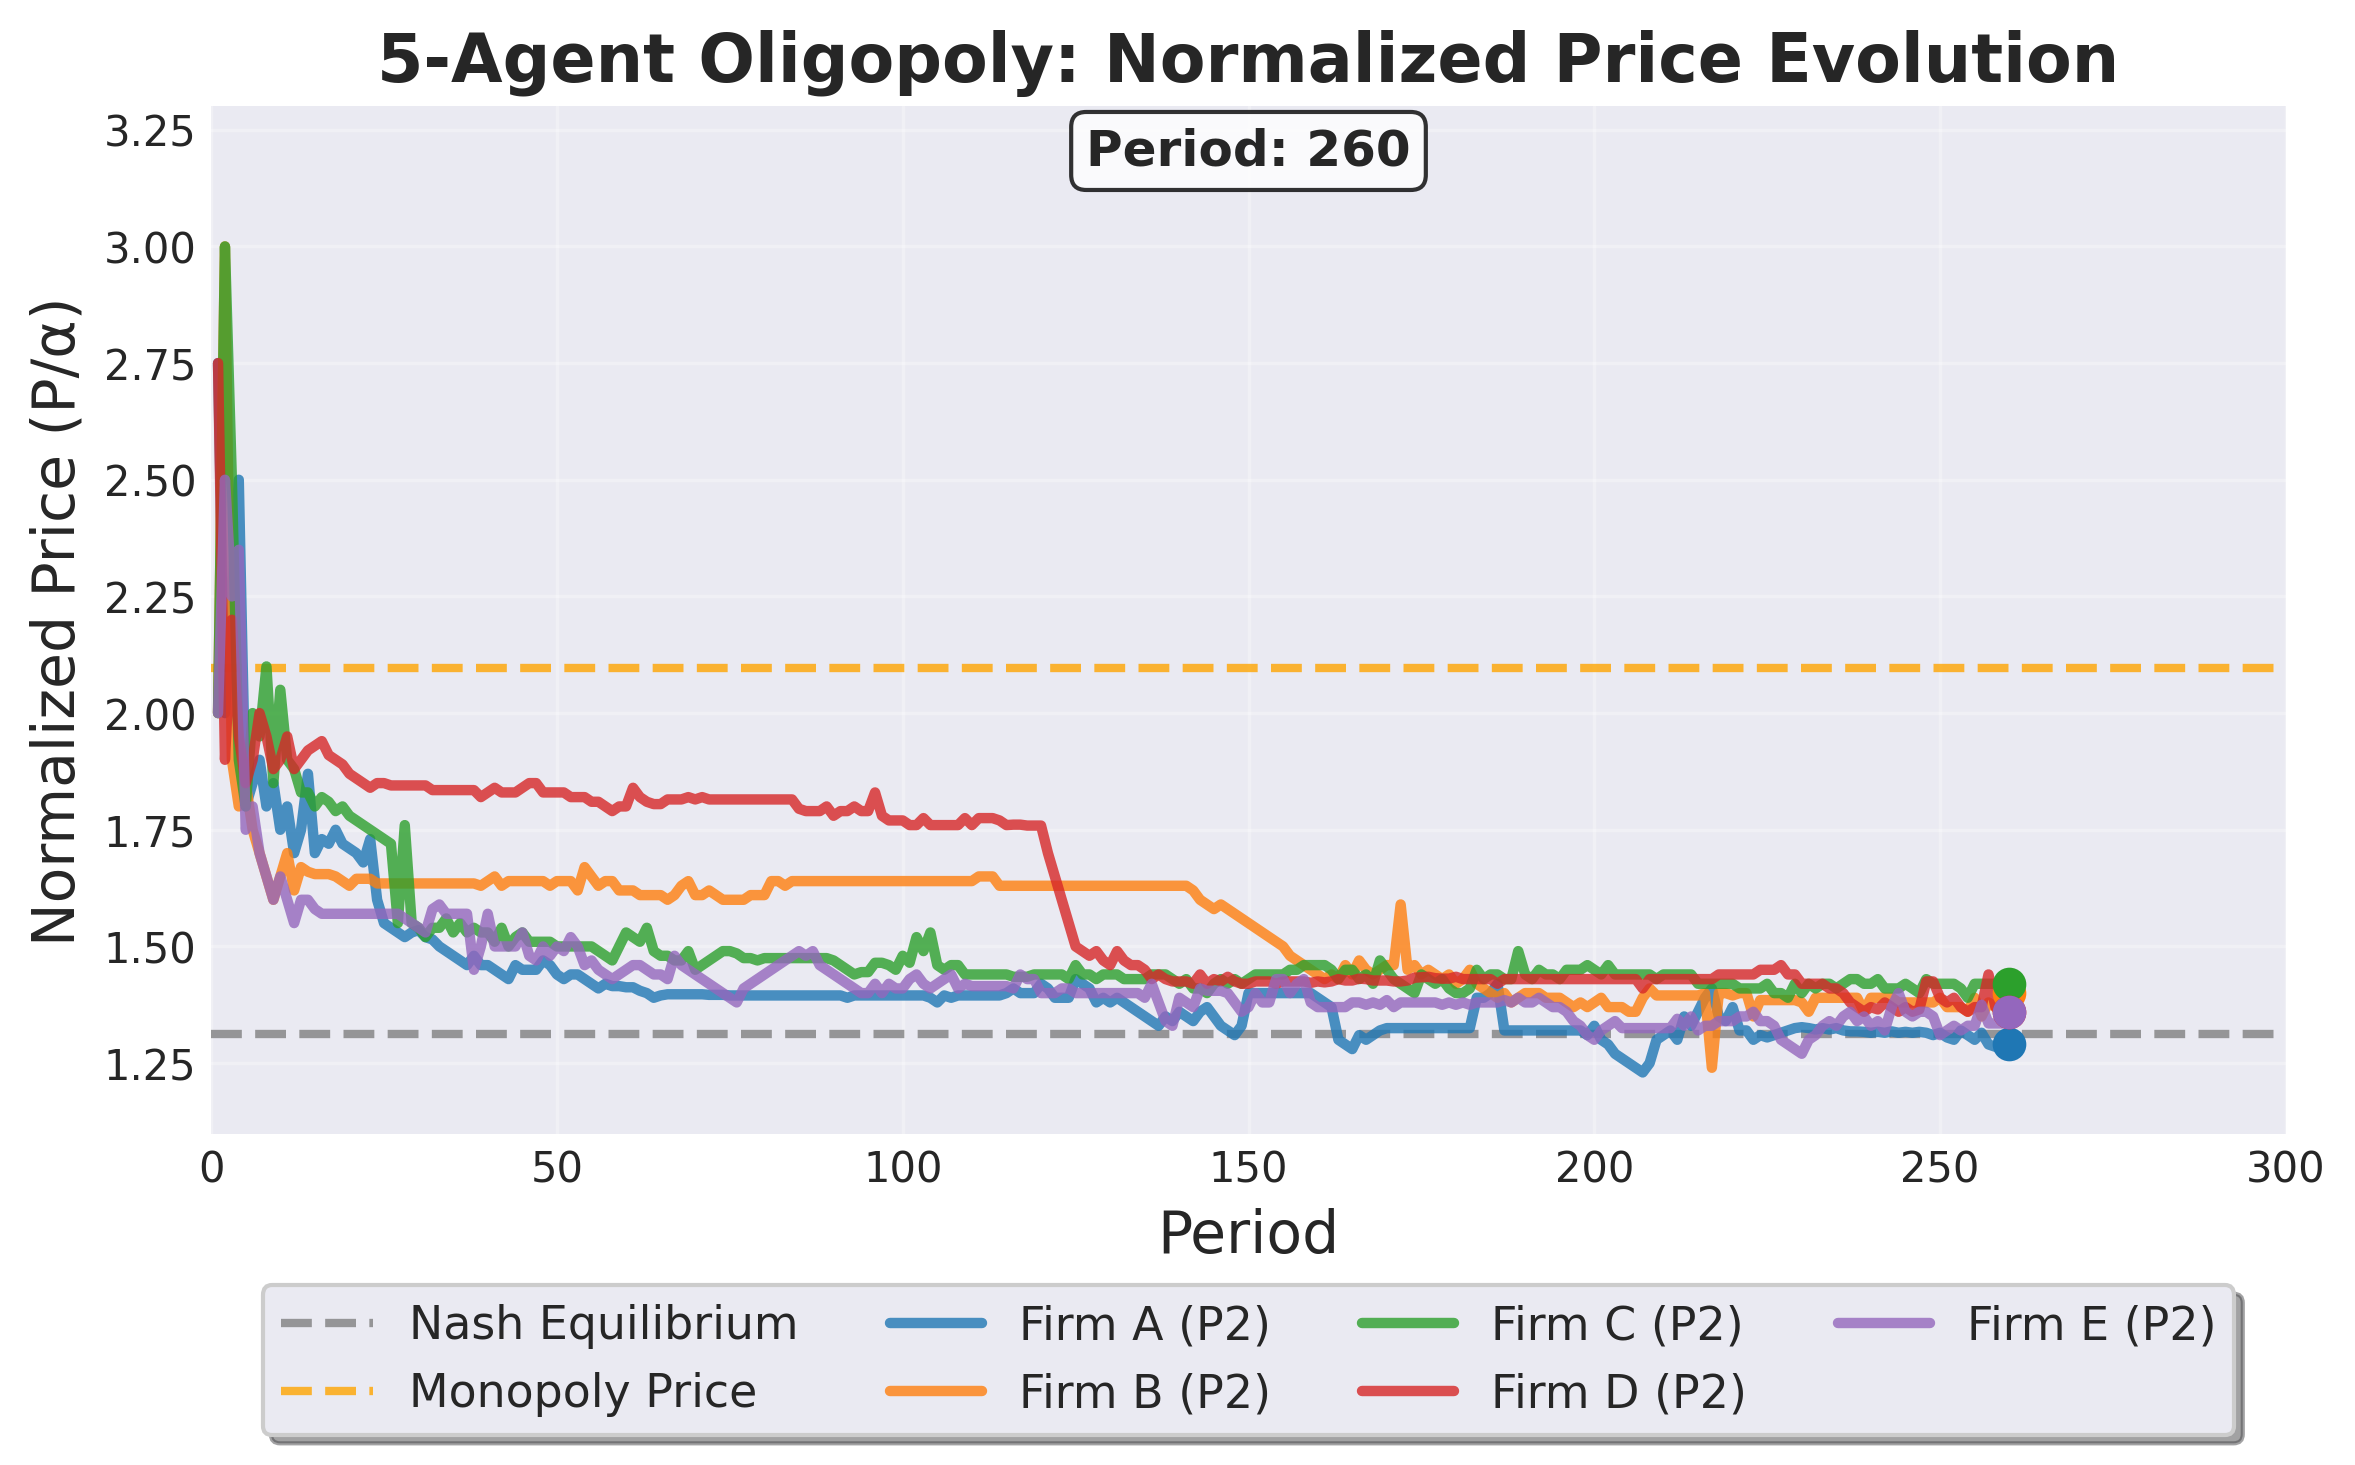 5-Agent Oligopoly: Normalized Price Evolution
Period: 260
Normalized Price (P/α)
3.25
3.00
2.75
2.50
2.25
2.00
1.75
1.50
1.25
0 50 100 150 200 250 300
Period
Nash Equilibrium
Monopoly Price
Firm A (P2)
Firm B (P2)
Firm C (P2)
Firm D (P2)
Firm E (P2)